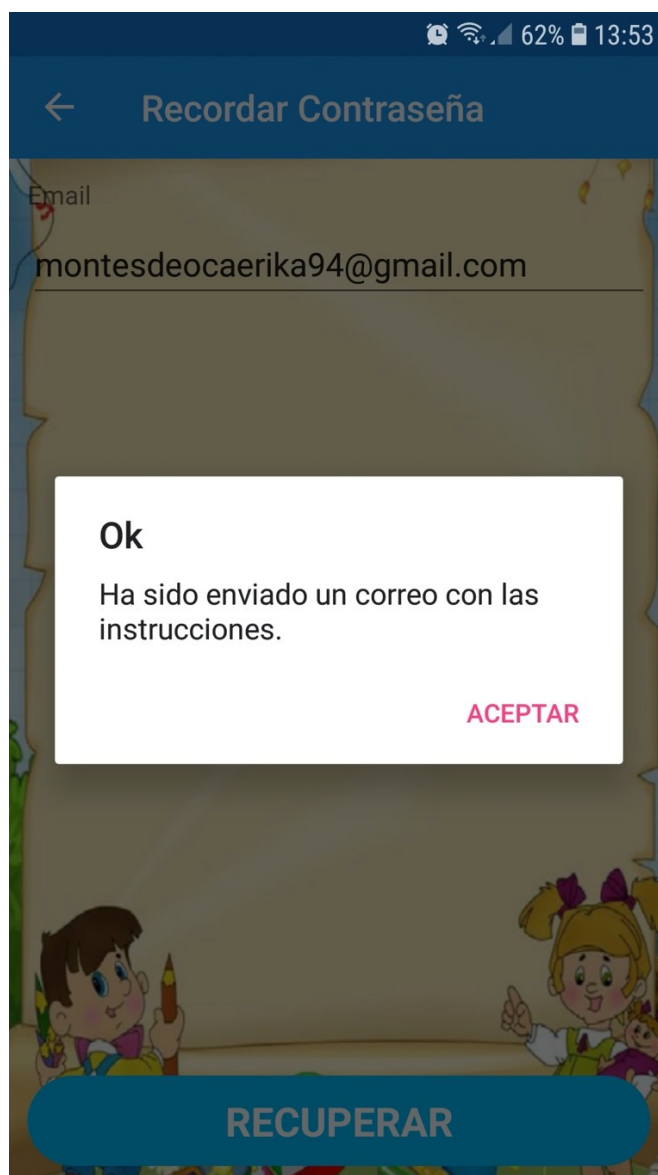 62% 13:53
Recordar Contraseña
Email
montesdeocaerika94@gmail.com
Ok
Ha sido enviado un correo con las
instrucciones.
ACEPTAR
RECUPERAR